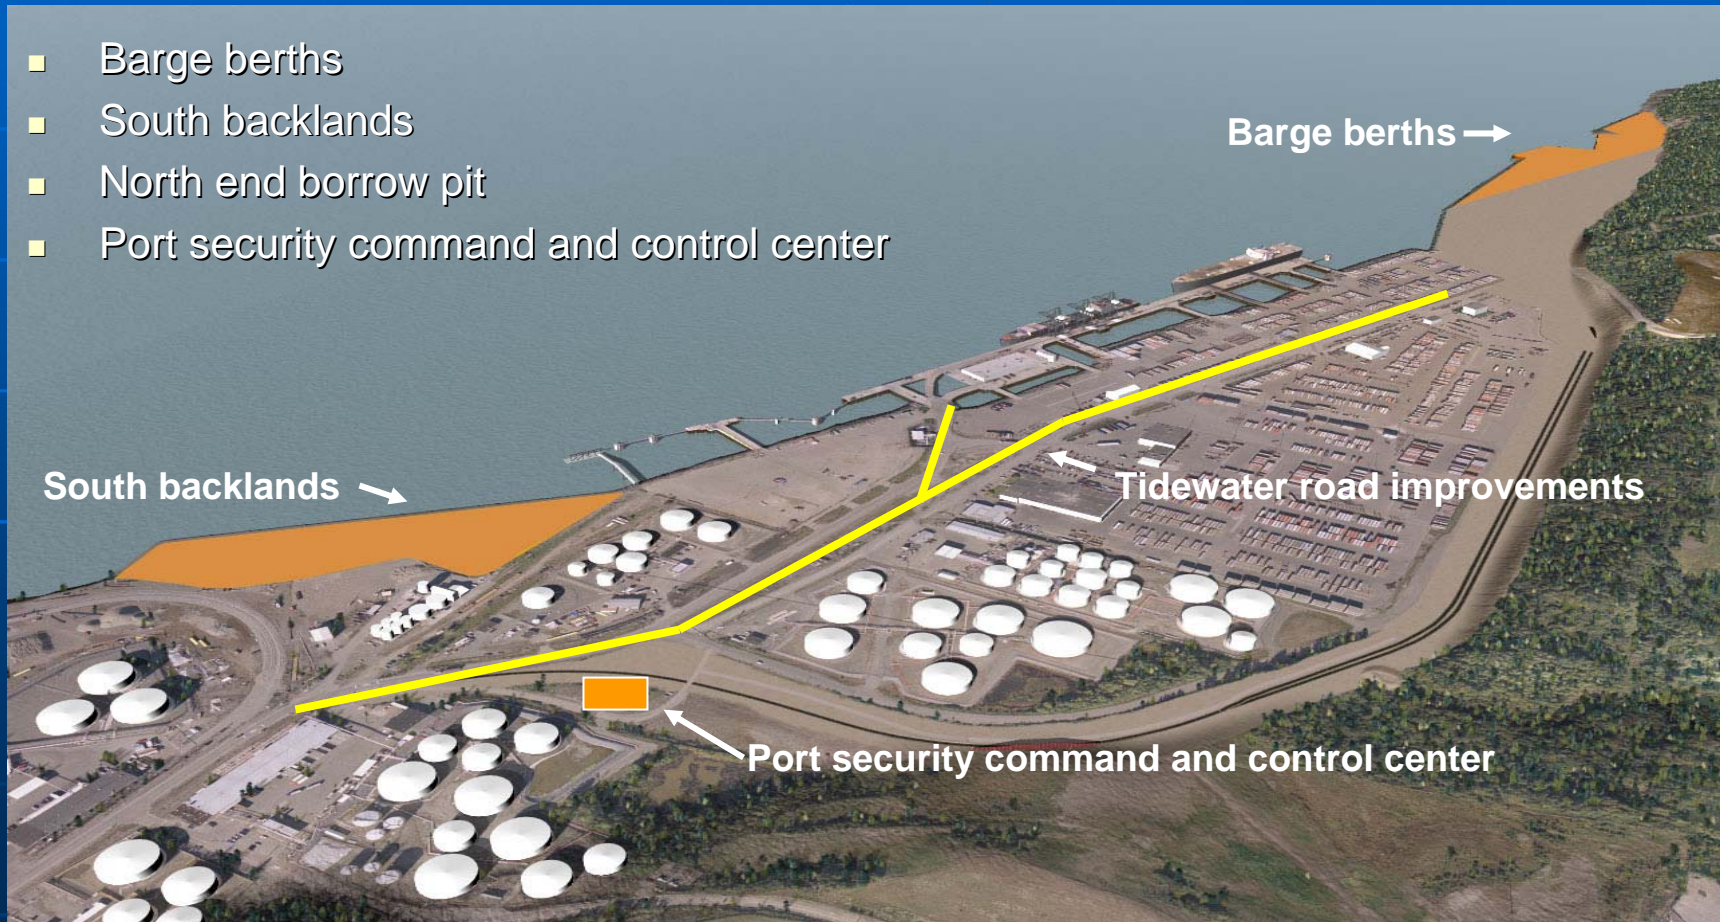 Barge berths
South backlands
North end borrow pit
Port security command and control center
Barge berths
South backlands
Tidewater road improvements
Port security command and control center